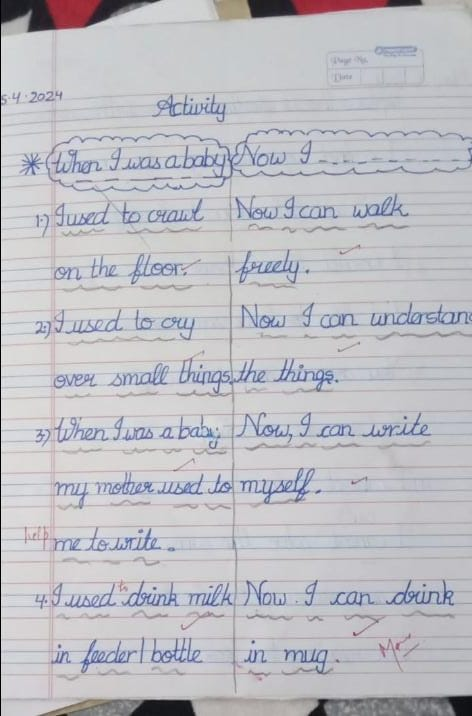 Page No.
Date
5.4.2024
Activity
* When I was a baby Now I
1) I used to crawl Now I can walk
on the floor. freely.
2) I used to cry Now I can understand
over small things. the things.
3) When I was a baby, Now, I can write
my mother used to myself.
help me to write.
4. I used to drink milk Now I can drink
in feeder/bottle in mug.